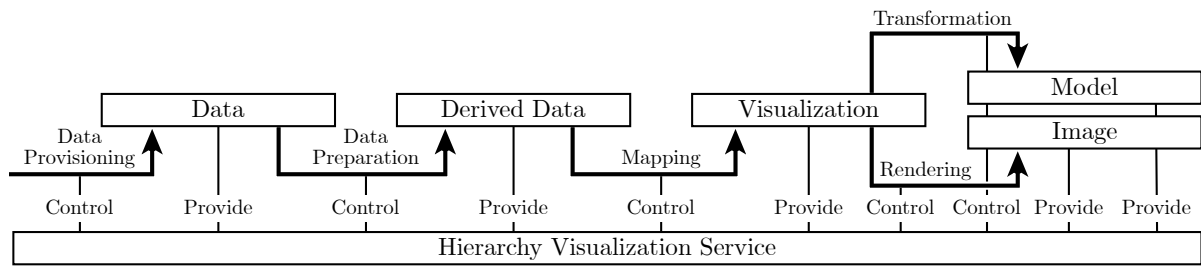 Transformation
Model
Data
Derived Data
Visualization
Image
Data
Provisioning
Data
Preparation
Mapping
Rendering
Control
Provide
Control
Provide
Control
Provide
Control
Control
Provide
Provide
Hierarchy Visualization Service